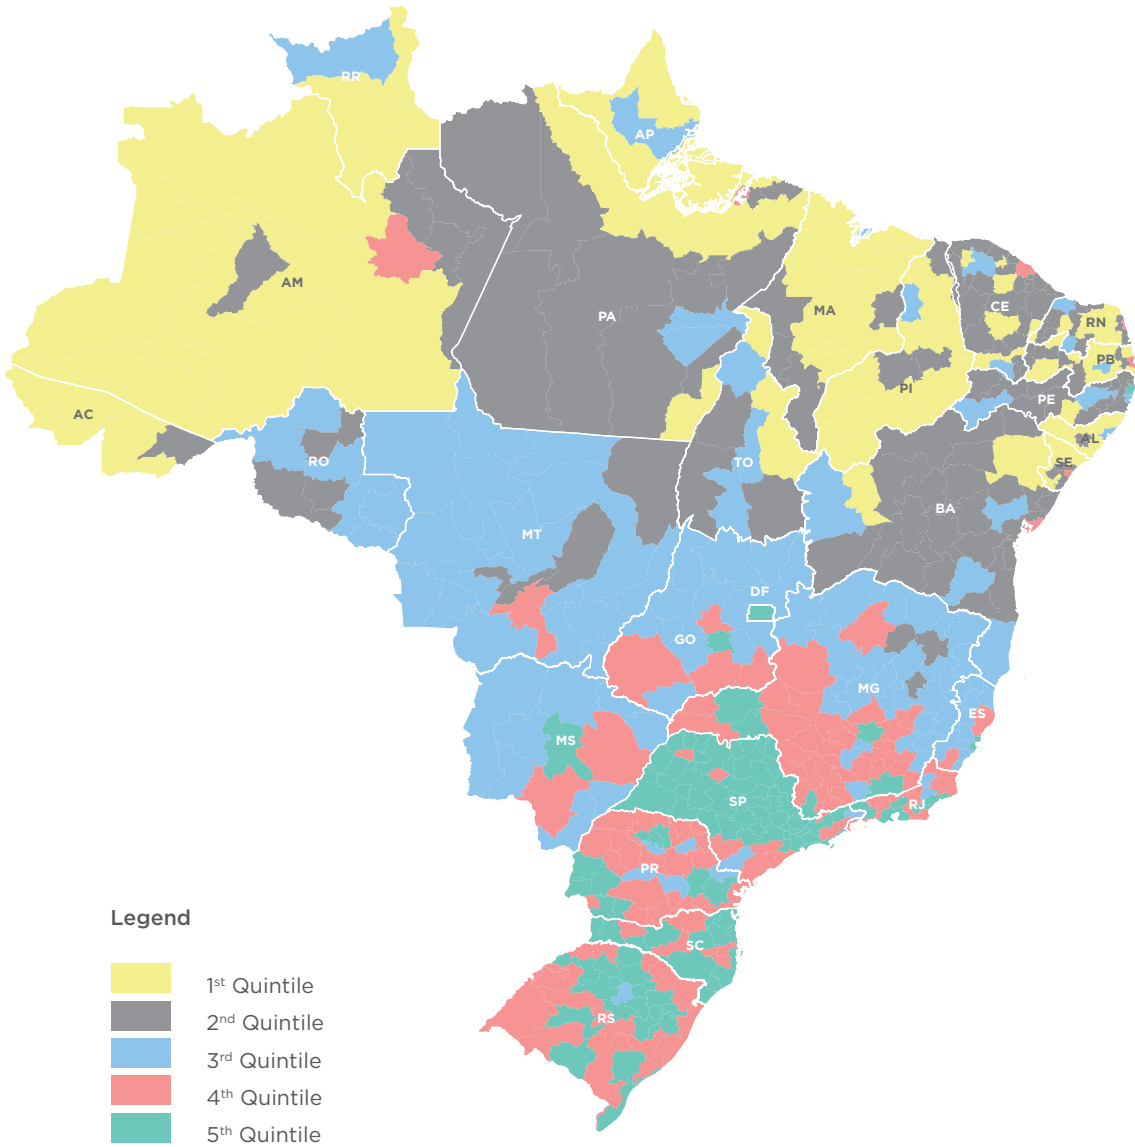 RR
AP
AM
PA
MA
CE
RN
PB
PI
PE
AC
AL
SE
RO
TO
BA
MT
DF
GO
MG
ES
MS
SP
RJ
PR
SC
RS
Legend
1st Quintile
2nd Quintile
3rd Quintile
4th Quintile
5th Quintile